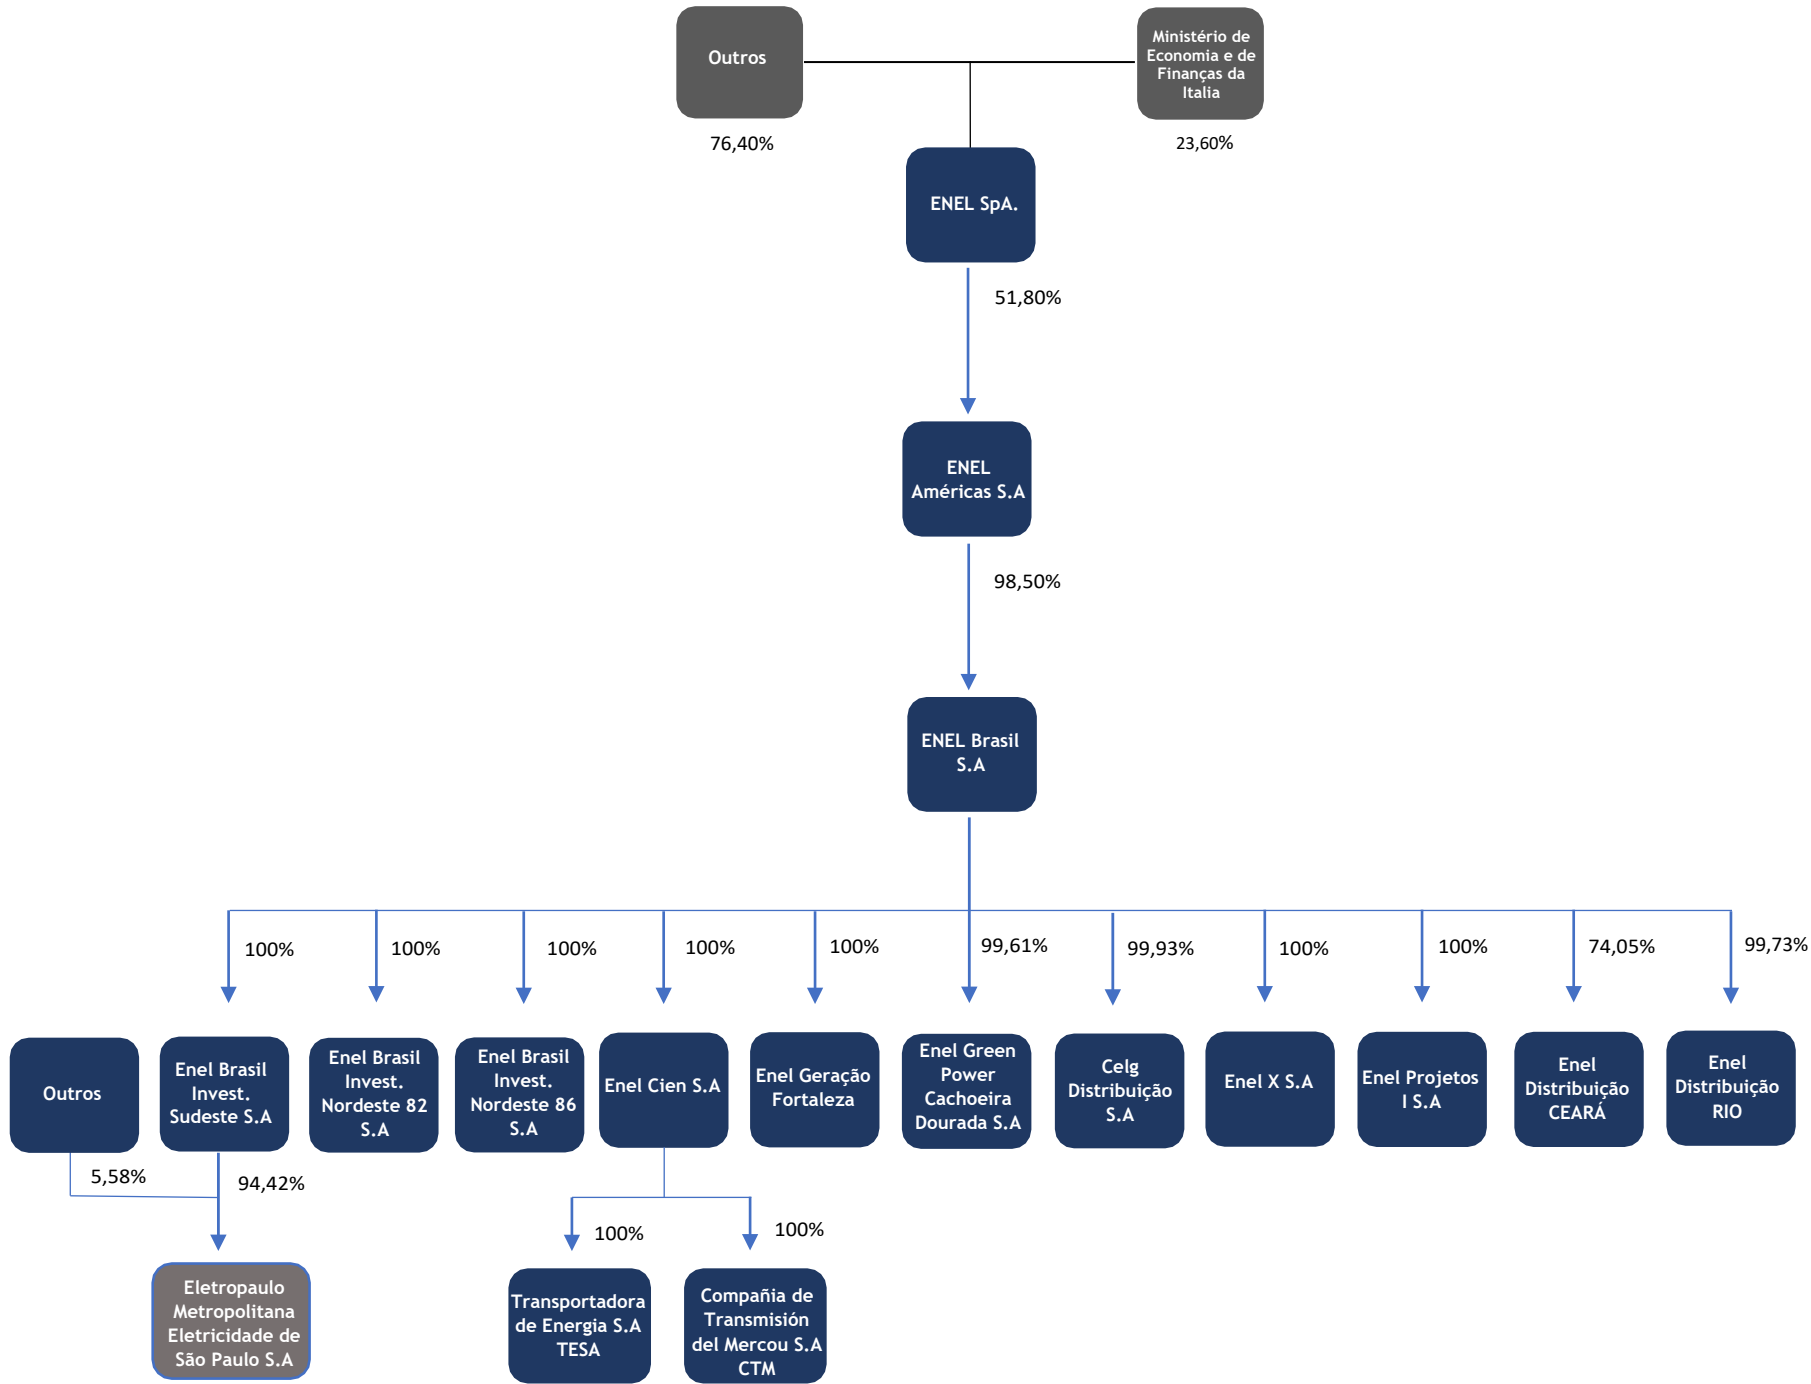 Outros
Ministério de
Economia e de
Finanças da
Italia
76,40%
23,60%
ENEL SpA.
51,80%
ENEL
Américas S.A
98,50%
ENEL Brasil
S.A
100%
100%
100%
100%
100%
99,61%
99,93%
100%
100%
74,05%
99,73%
Outros
Enel Brasil
Invest.
Sudeste S.A
Enel Brasil
Invest.
Nordeste 82
S.A
Enel Brasil
Invest.
Nordeste 86
S.A
Enel Cien S.A
Enel Geração
Fortaleza
Enel Green
Power
Cachoeira
Dourada S.A
Celg
Distribuição
S.A
Enel X S.A
Enel Projetos
I S.A
Enel
Distribuição
CEARÁ
Enel
Distribuição
RIO
5,58%
94,42%
100%
100%
Eletropaulo
Metropolitana
Eletricidade de
São Paulo S.A
Transportadora
de Energia S.A
TESA
Compañia de
Transmisión
del Mercou S.A
CTM